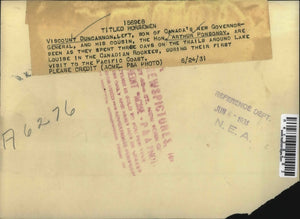 156968
TITLED HORSEMEN
VISCOUNT DUNCANNON, LEFT, SON OF CANADA'S NEW GOVERNOR-
GENERAL, AND HIS COUSIN, THE HON. ARTHUR PONSONBY, ARE
SEEN AS THEY SPENT THREE DAYS ON THE TRAILS AROUND LAKE
LOUISE IN THE CANADIAN ROCKIES, DURING THEIR FIRST
VISIT TO THE PACIFIC COAST.
PLEASE CREDIT (ACME P&A PHOTO) 6/24/31
A6276
REFERENCE DEPT.
1931
N. E. A.